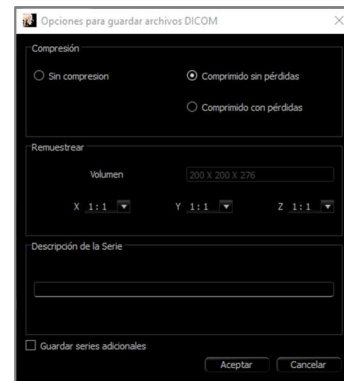 Opciones para guardar archivos DICOM
Compresión
Sin compresion
Comprimido sin pérdidas
Comprimido con pérdidas
Remuestrear
Volumen 200 X 200 X 276
X 1:1 Y 1:1 Z 1:1
Descripción de la Serie
Guardar series adicionales
Aceptar Cancelar